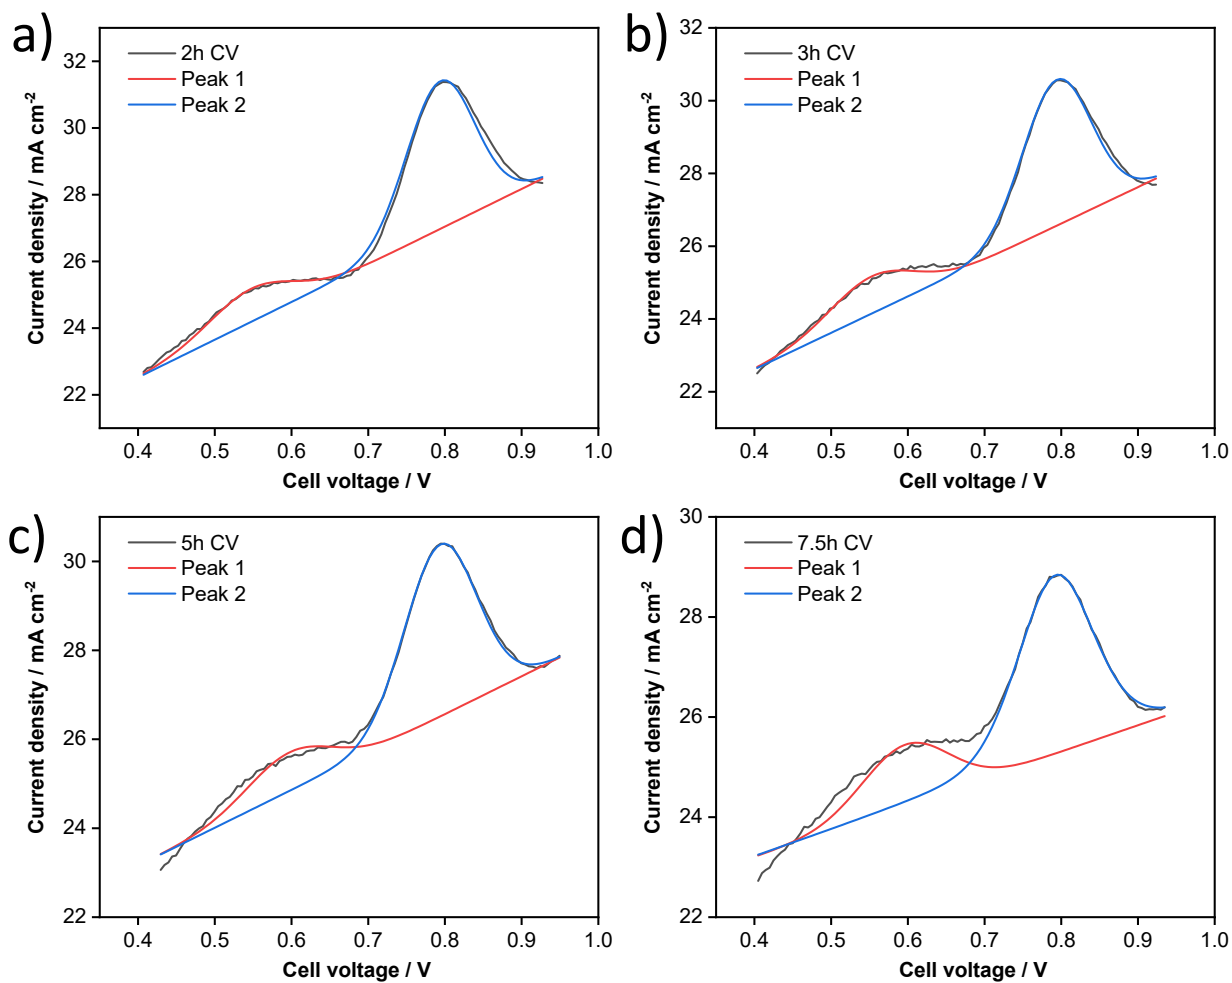 a)
2h CV
Peak 1
Peak 2
Current density / mA cm⁻²
32
30
28
26
24
22
0.4 0.5 0.6 0.7 0.8 0.9 1.0
Cell voltage / V
b)
3h CV
Peak 1
Peak 2
Current density / mA cm⁻²
32
30
28
26
24
22
0.4 0.5 0.6 0.7 0.8 0.9 1.0
Cell voltage / V
c)
5h CV
Peak 1
Peak 2
Current density / mA cm⁻²
30
28
26
24
22
0.4 0.5 0.6 0.7 0.8 0.9 1.0
Cell voltage / V
d)
7.5h CV
Peak 1
Peak 2
Current density / mA cm⁻²
30
28
26
24
22
0.4 0.5 0.6 0.7 0.8 0.9 1.0
Cell voltage / V